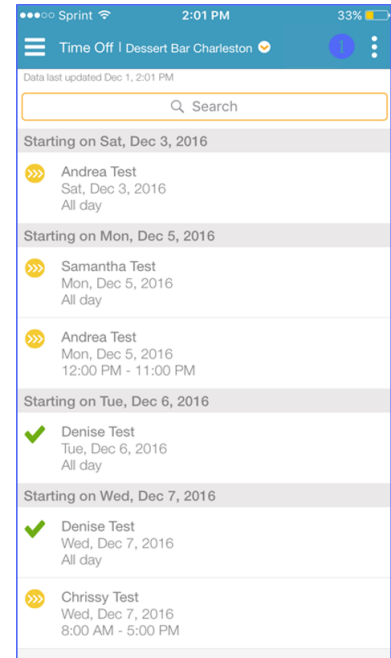 Sprint 2:01 PM 33%
Time Off | Dessert Bar Charleston 1
Data last updated Dec 1, 2:01 PM
Search
Starting on Sat, Dec 3, 2016
Andrea Test
Sat, Dec 3, 2016
All day
Starting on Mon, Dec 5, 2016
Samantha Test
Mon, Dec 5, 2016
All day
Andrea Test
Mon, Dec 5, 2016
12:00 PM - 11:00 PM
Starting on Tue, Dec 6, 2016
Denise Test
Tue, Dec 6, 2016
All day
Starting on Wed, Dec 7, 2016
Denise Test
Wed, Dec 7, 2016
All day
Chrissy Test
Wed, Dec 7, 2016
8:00 AM - 5:00 PM